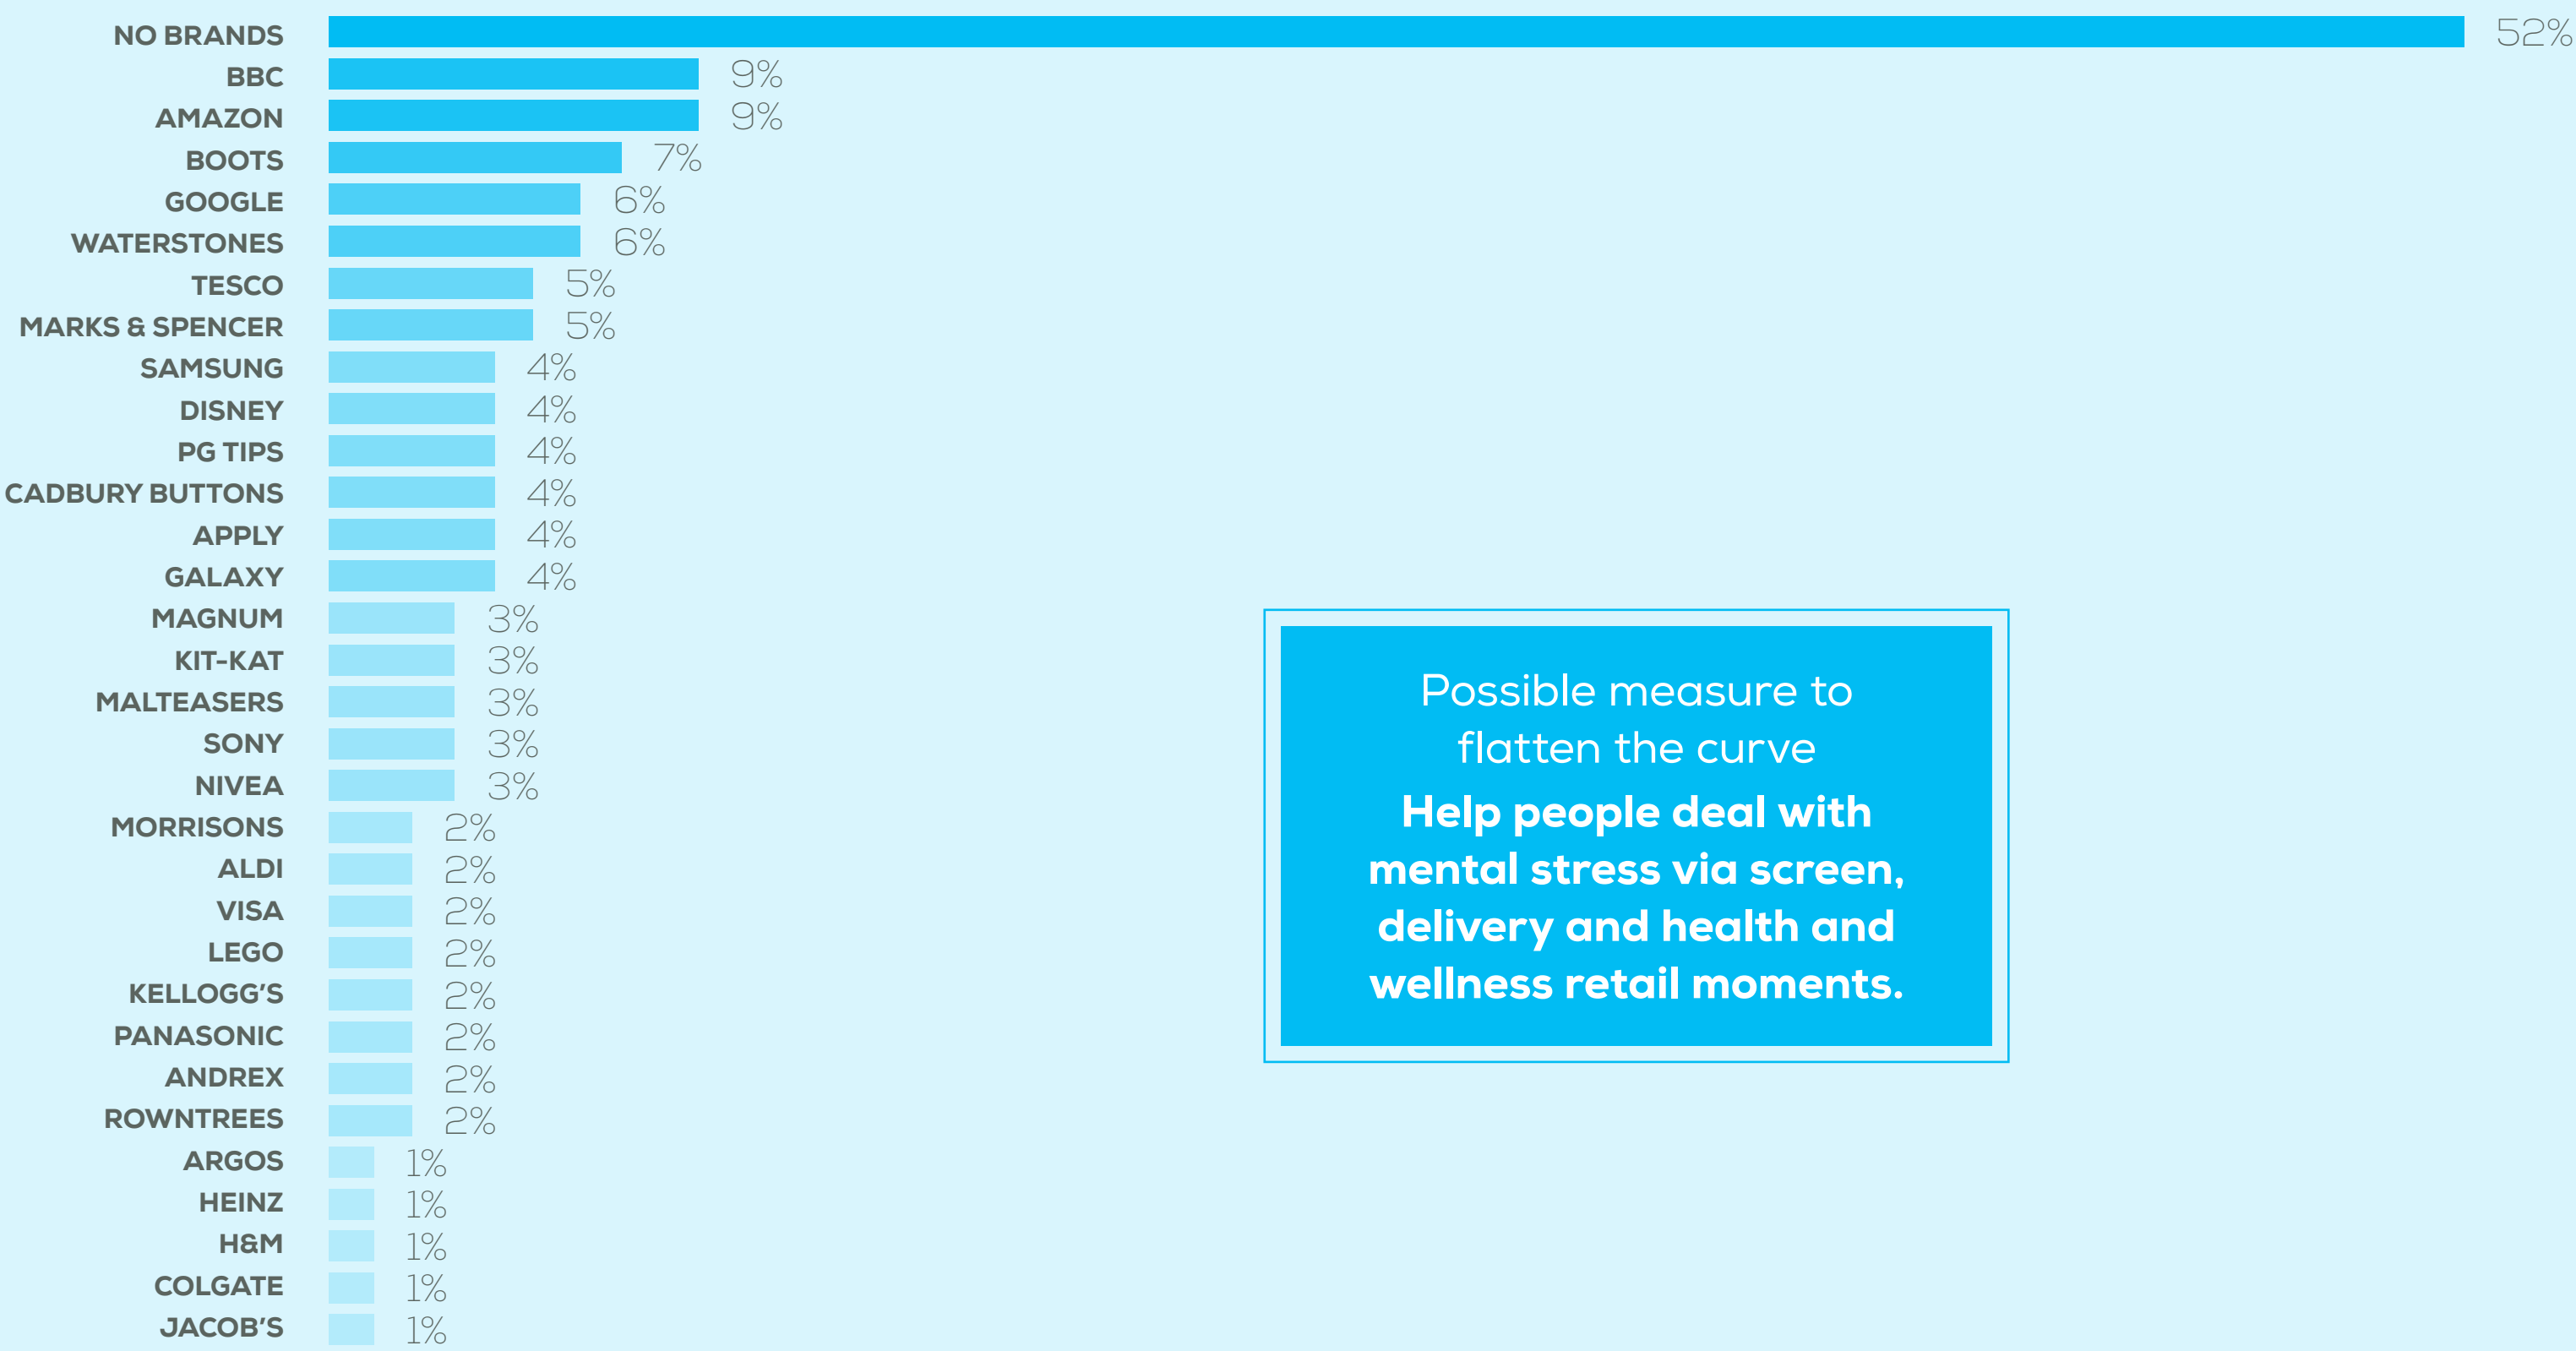 NO BRANDS 52%
BBC 9%
AMAZON 9%
BOOTS 7%
GOOGLE 6%
WATERSTONES 6%
TESCO 5%
MARKS & SPENCER 5%
SAMSUNG 4%
DISNEY 4%
PG TIPS 4%
CADBURY BUTTONS 4%
APPLY 4%
GALAXY 4%
MAGNUM 3%
KIT-KAT 3%
MALTEASERS 3%
SONY 3%
NIVEA 3%
MORRISONS 2%
ALDI 2%
VISA 2%
LEGO 2%
KELLOGG’S 2%
PANASONIC 2%
ANDREX 2%
ROWNTREES 2%
ARGOS 1%
HEINZ 1%
H&M 1%
COLGATE 1%
JACOB’S 1%
Possible measure to
flatten the curve
Help people deal with
mental stress via screen,
delivery and health and
wellness retail moments.